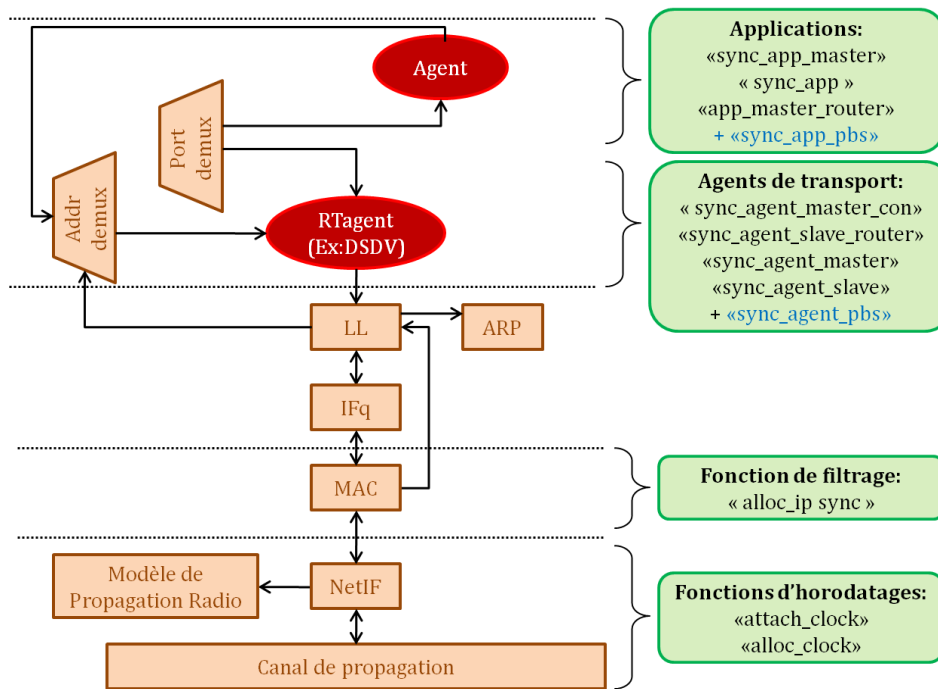 Agent
Port
demux
Addr
demux
RTagent
(Ex:DSDV)
LL
ARP
IFq
MAC
Modèle de
Propagation Radio
NetIF
Canal de propagation
Applications:
«sync_app_master»
« sync_app »
«app_master_router»
+ «sync_app_pbs»
Agents de transport:
« sync_agent_master_con»
«sync_agent_slave_router»
«sync_agent_master»
«sync_agent_slave»
+ «sync_agent_pbs»
Fonction de filtrage:
« alloc_ip sync »
Fonctions d’horodatages:
«attach_clock»
«alloc_clock»